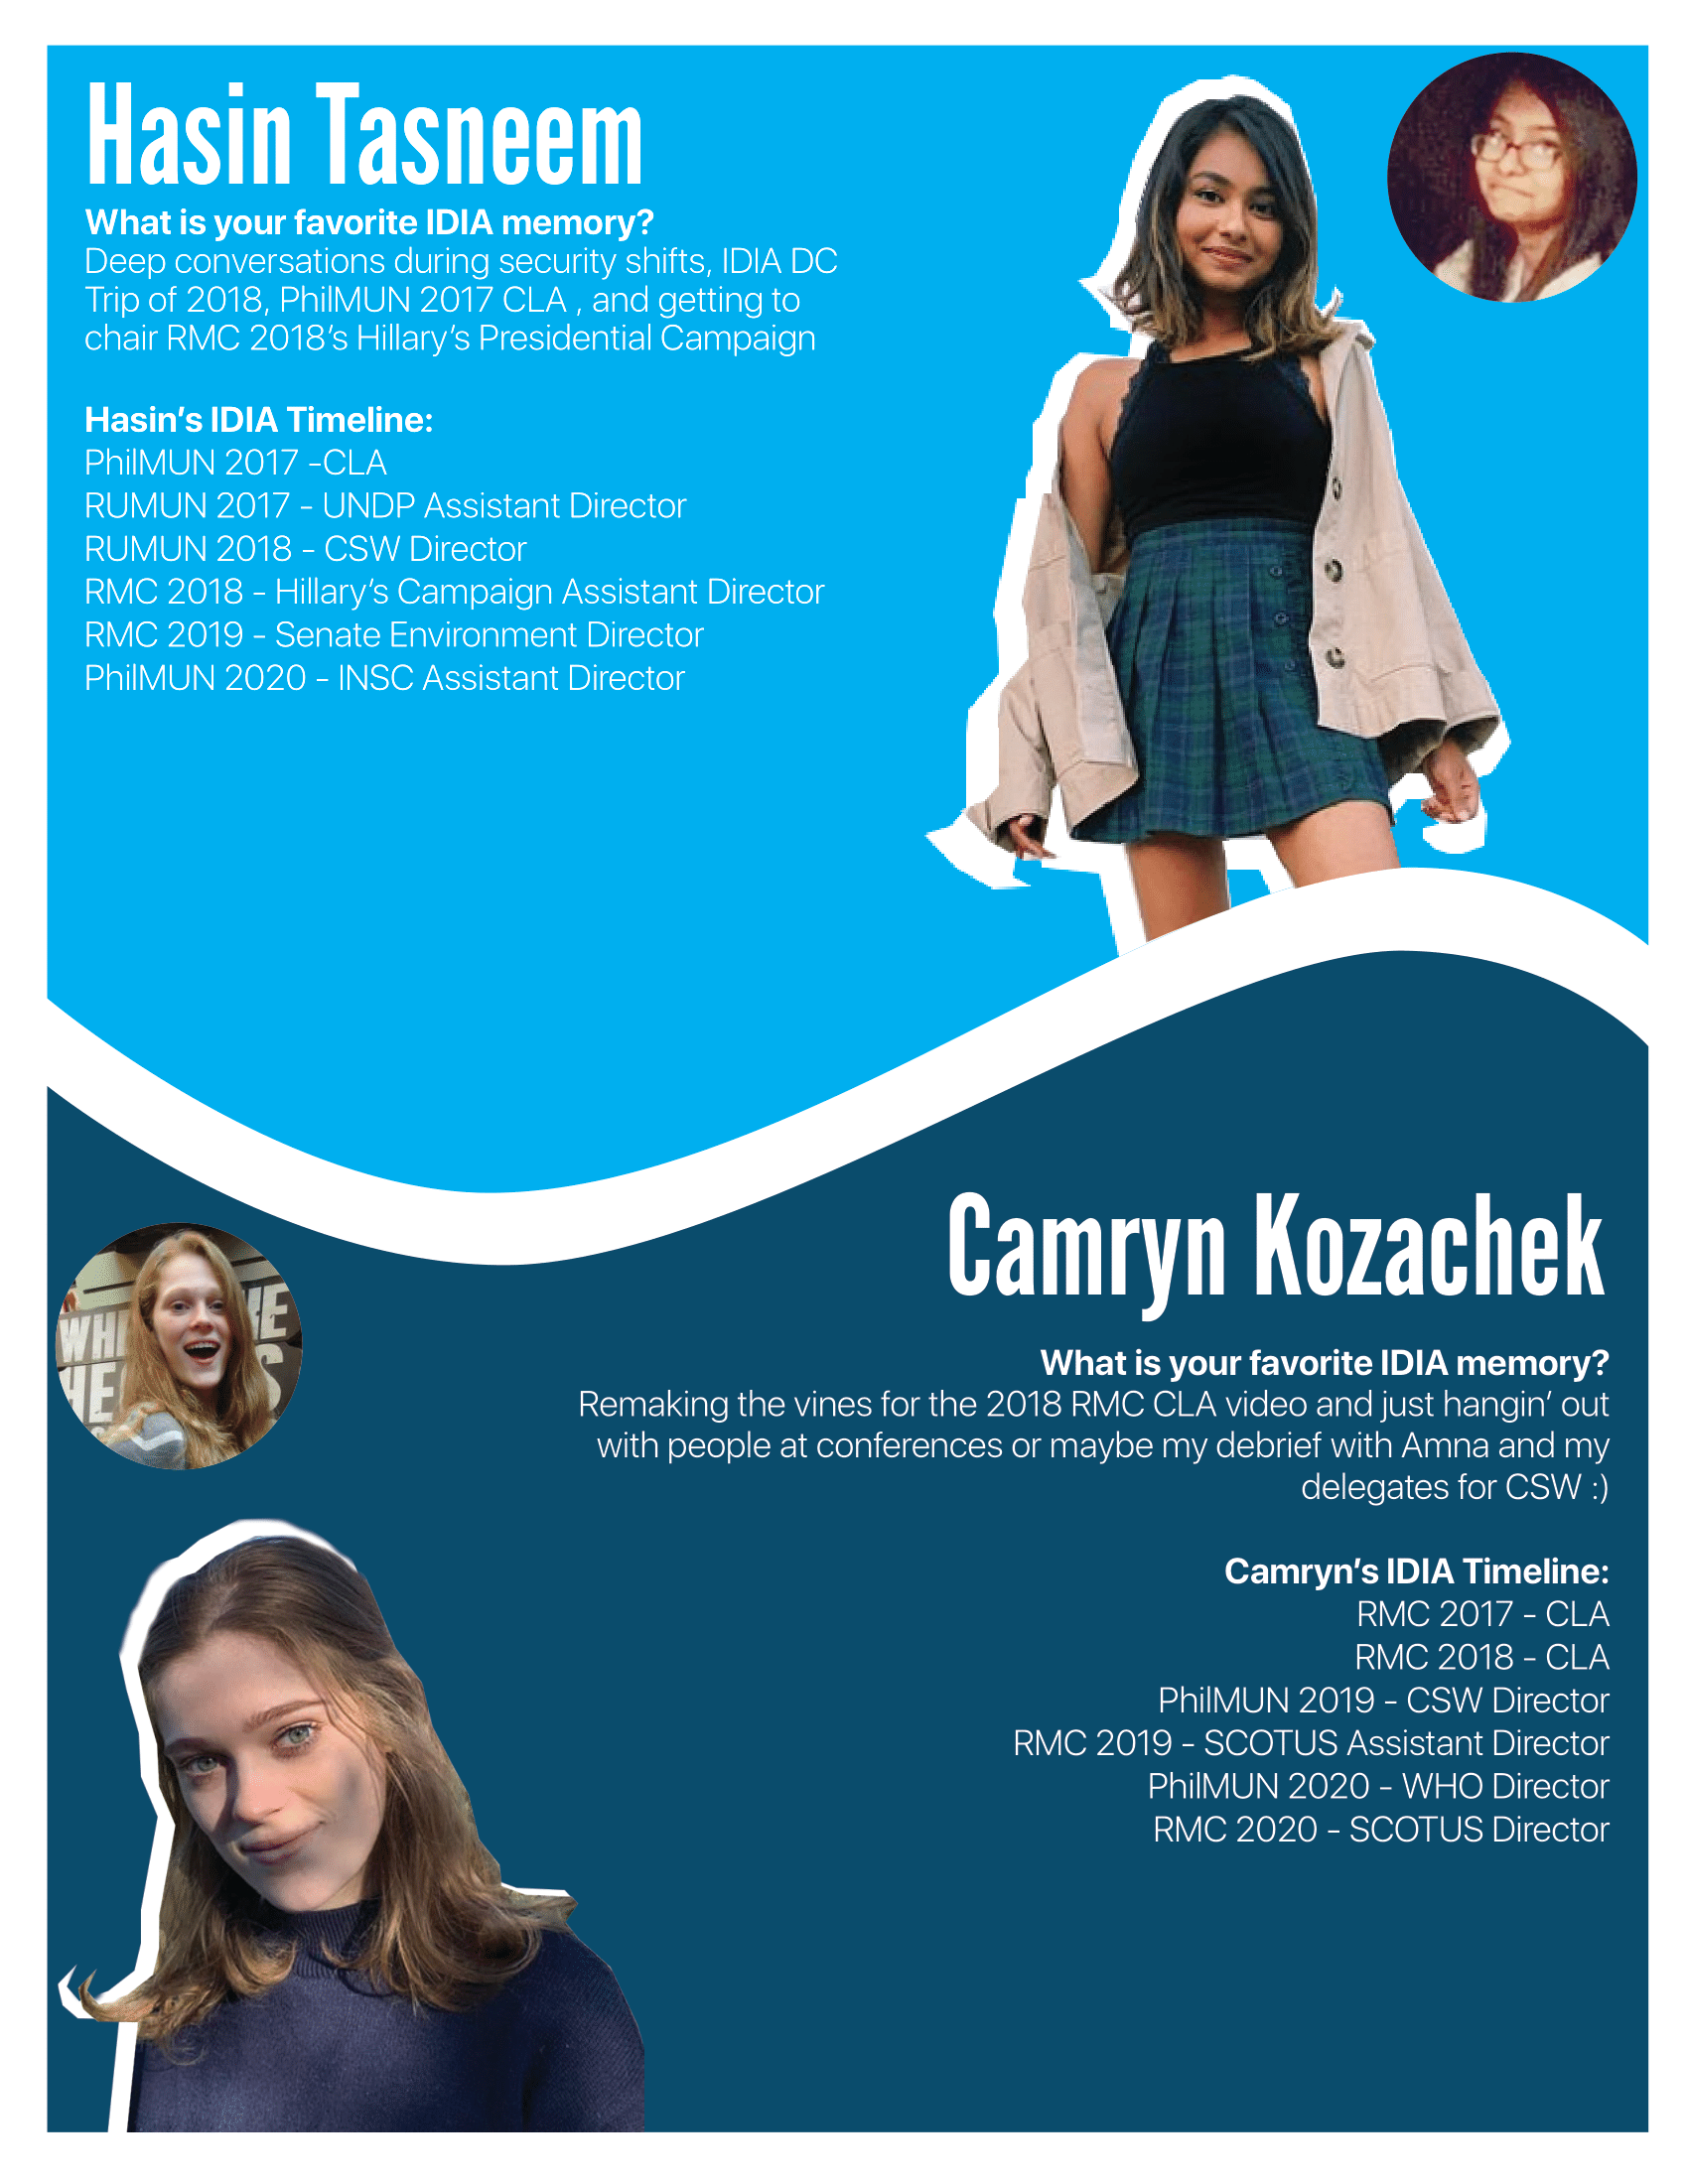 Hasin Tasneem
What is your favorite IDIA memory?
Deep conversations during security shifts, IDIA DC
Trip of 2018, PhilMUN 2017 CLA , and getting to
chair RMC 2018’s Hillary’s Presidential Campaign
Hasin’s IDIA Timeline:
PhilMUN 2017 -CLA
RUMUN 2017 - UNDP Assistant Director
RUMUN 2018 - CSW Director
RMC 2018 - Hillary’s Campaign Assistant Director
RMC 2019 - Senate Environment Director
PhilMUN 2020 - INSC Assistant Director
Camryn Kozachek
What is your favorite IDIA memory?
Remaking the vines for the 2018 RMC CLA video and just hangin’ out
with people at conferences or maybe my debrief with Amna and my
delegates for CSW :)
Camryn’s IDIA Timeline:
RMC 2017 - CLA
RMC 2018 - CLA
PhilMUN 2019 - CSW Director
RMC 2019 - SCOTUS Assistant Director
PhilMUN 2020 - WHO Director
RMC 2020 - SCOTUS Director